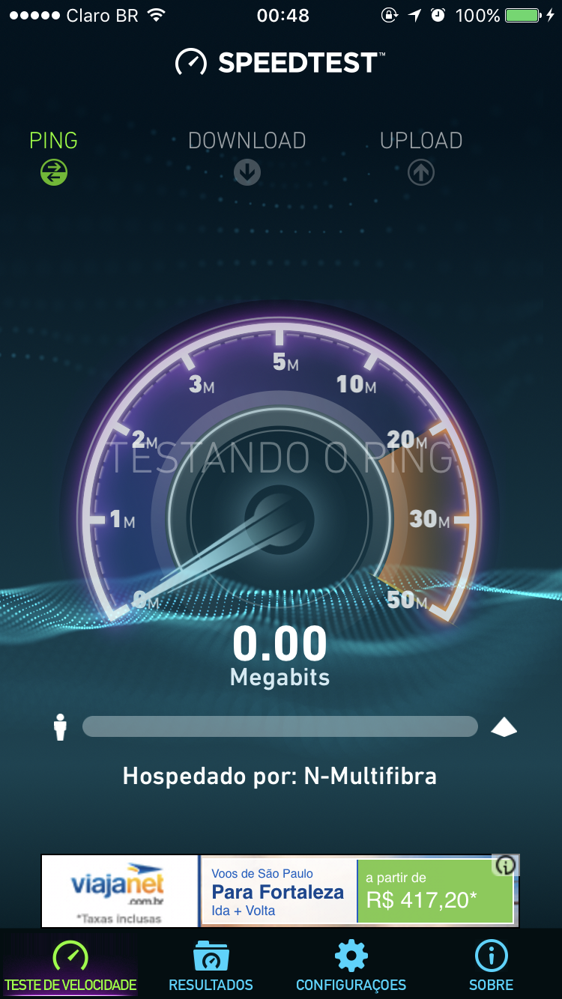 Claro BR 00:48 100%
SPEEDTEST™
PING DOWNLOAD UPLOAD
5M
3M 10M
2M 20M
TESTANDO O PING
1M 30M
0M 50M
0.00
Megabits
Hospedado por: N-Multifibra
viajanet
.com.br
*Taxas inclusas
Voos de São Paulo
Para Fortaleza
Ida + Volta
a partir de
R$ 417,20*
TESTE DE VELOCIDADE RESULTADOS CONFIGURAÇOES SOBRE